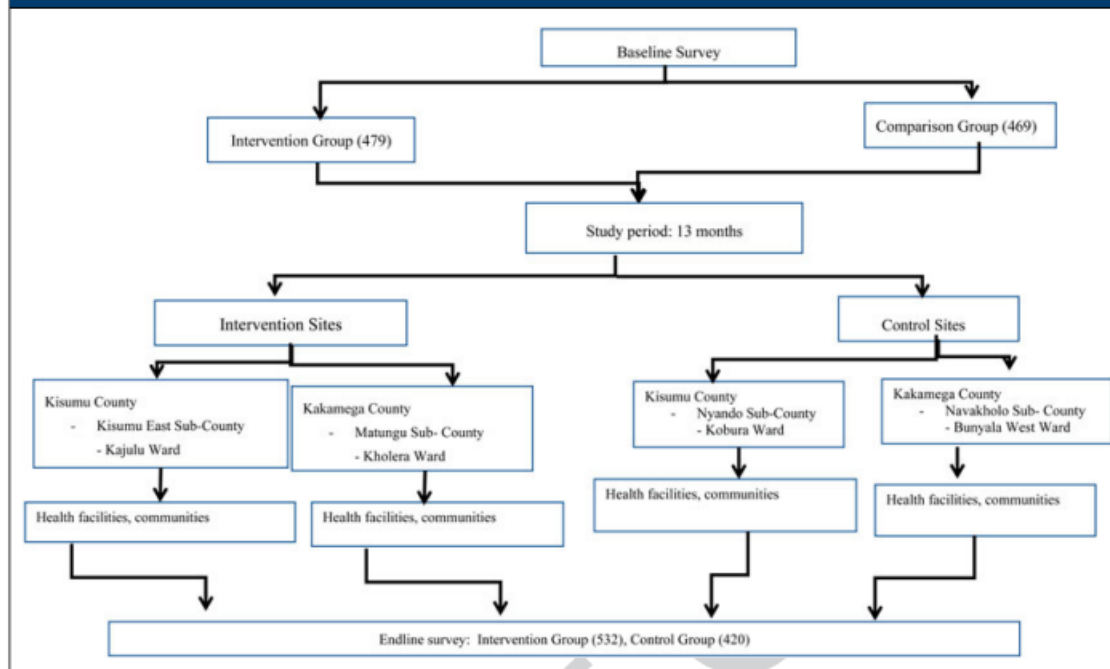 Baseline Survey
Intervention Group (479)
Comparison Group (469)
Study period: 13 months
Intervention Sites
Control Sites
Kisumu County
- Kisumu East Sub-County
- Kajulu Ward
Kakamega County
- Matungu Sub- County
- Kholera Ward
Kisumu County
- Nyando Sub-County
- Kobura Ward
Kakamega County
- Navakholo Sub- County
- Bunyala West Ward
Health facilities, communities
Health facilities, communities
Health facilities, communities
Health facilities, communities
Endline survey: Intervention Group (532), Control Group (420)